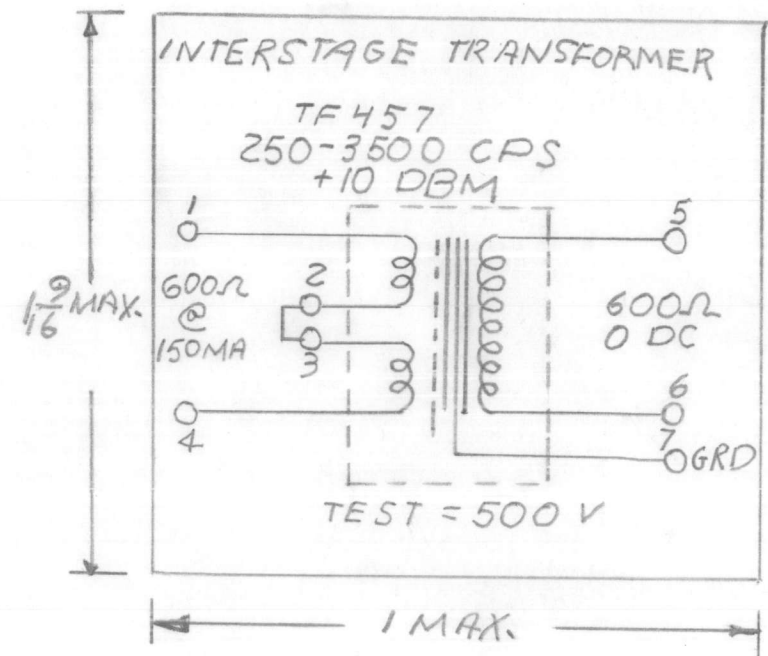 INTERSTAGE TRANSFORMER
TF457
250-3500 CPS
+10 DBM
1
5
2
600Ω
@
150MA
3
4
1 9/16 MAX.
600Ω
0 DC
6
7
GRD
TEST = 500 V
1 MAX.